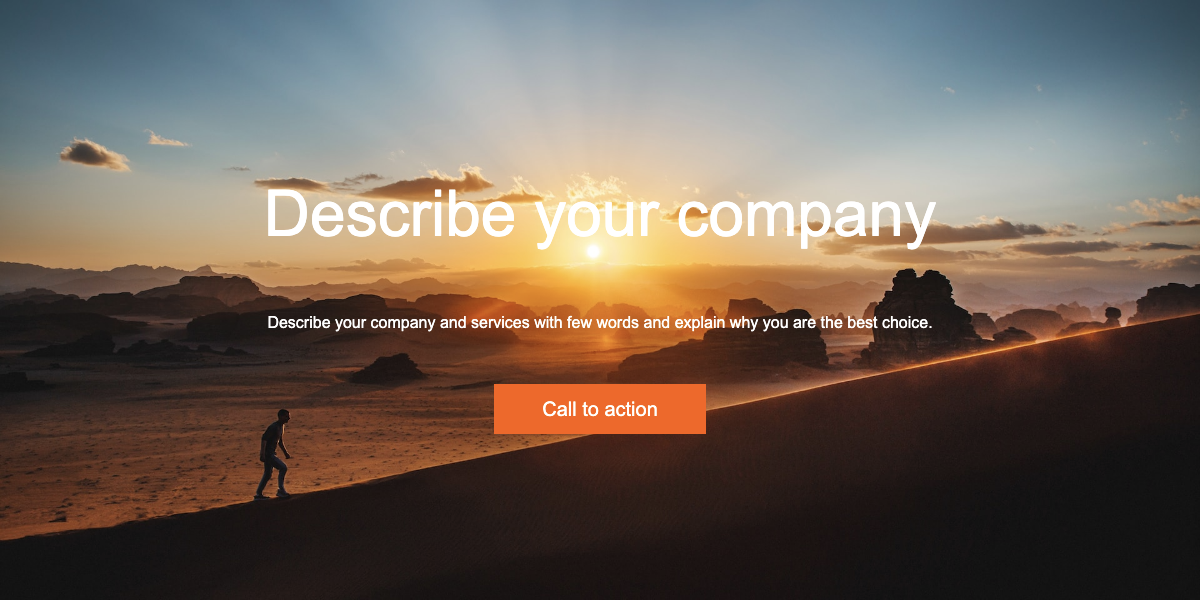 Describe your company
Describe your company and services with few words and explain why you are the best choice.
Call to action